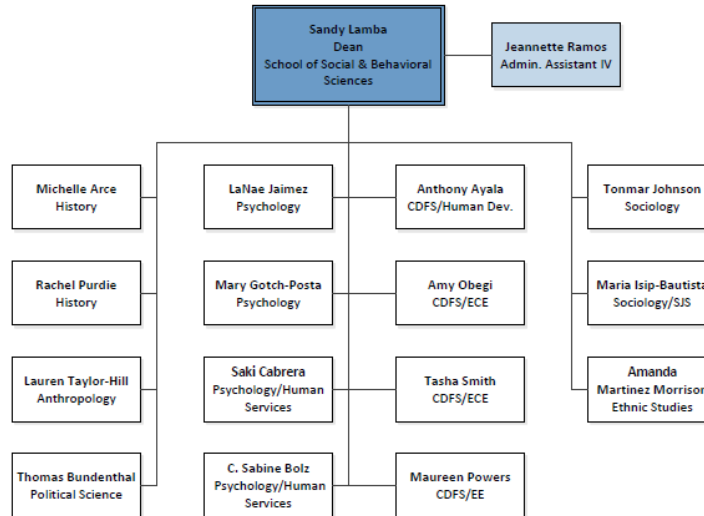 Sandy Lamba
Dean
School of Social & Behavioral
Sciences
Jeannette Ramos
Admin. Assistant IV
Michelle Arce
History
LaNae Jaimez
Psychology
Anthony Ayala
CDFS/Human Dev.
Tonmar Johnson
Sociology
Rachel Purdie
History
Mary Gotch-Posta
Psychology
Amy Obegi
CDFS/ECE
Maria Isip-Bautista
Sociology/SJS
Lauren Taylor-Hill
Anthropology
Saki Cabrera
Psychology/Human
Services
Tasha Smith
CDFS/ECE
Amanda
Martinez Morrison
Ethnic Studies
Thomas Bundenthal
Political Science
C. Sabine Bolz
Psychology/Human
Services
Maureen Powers
CDFS/EE